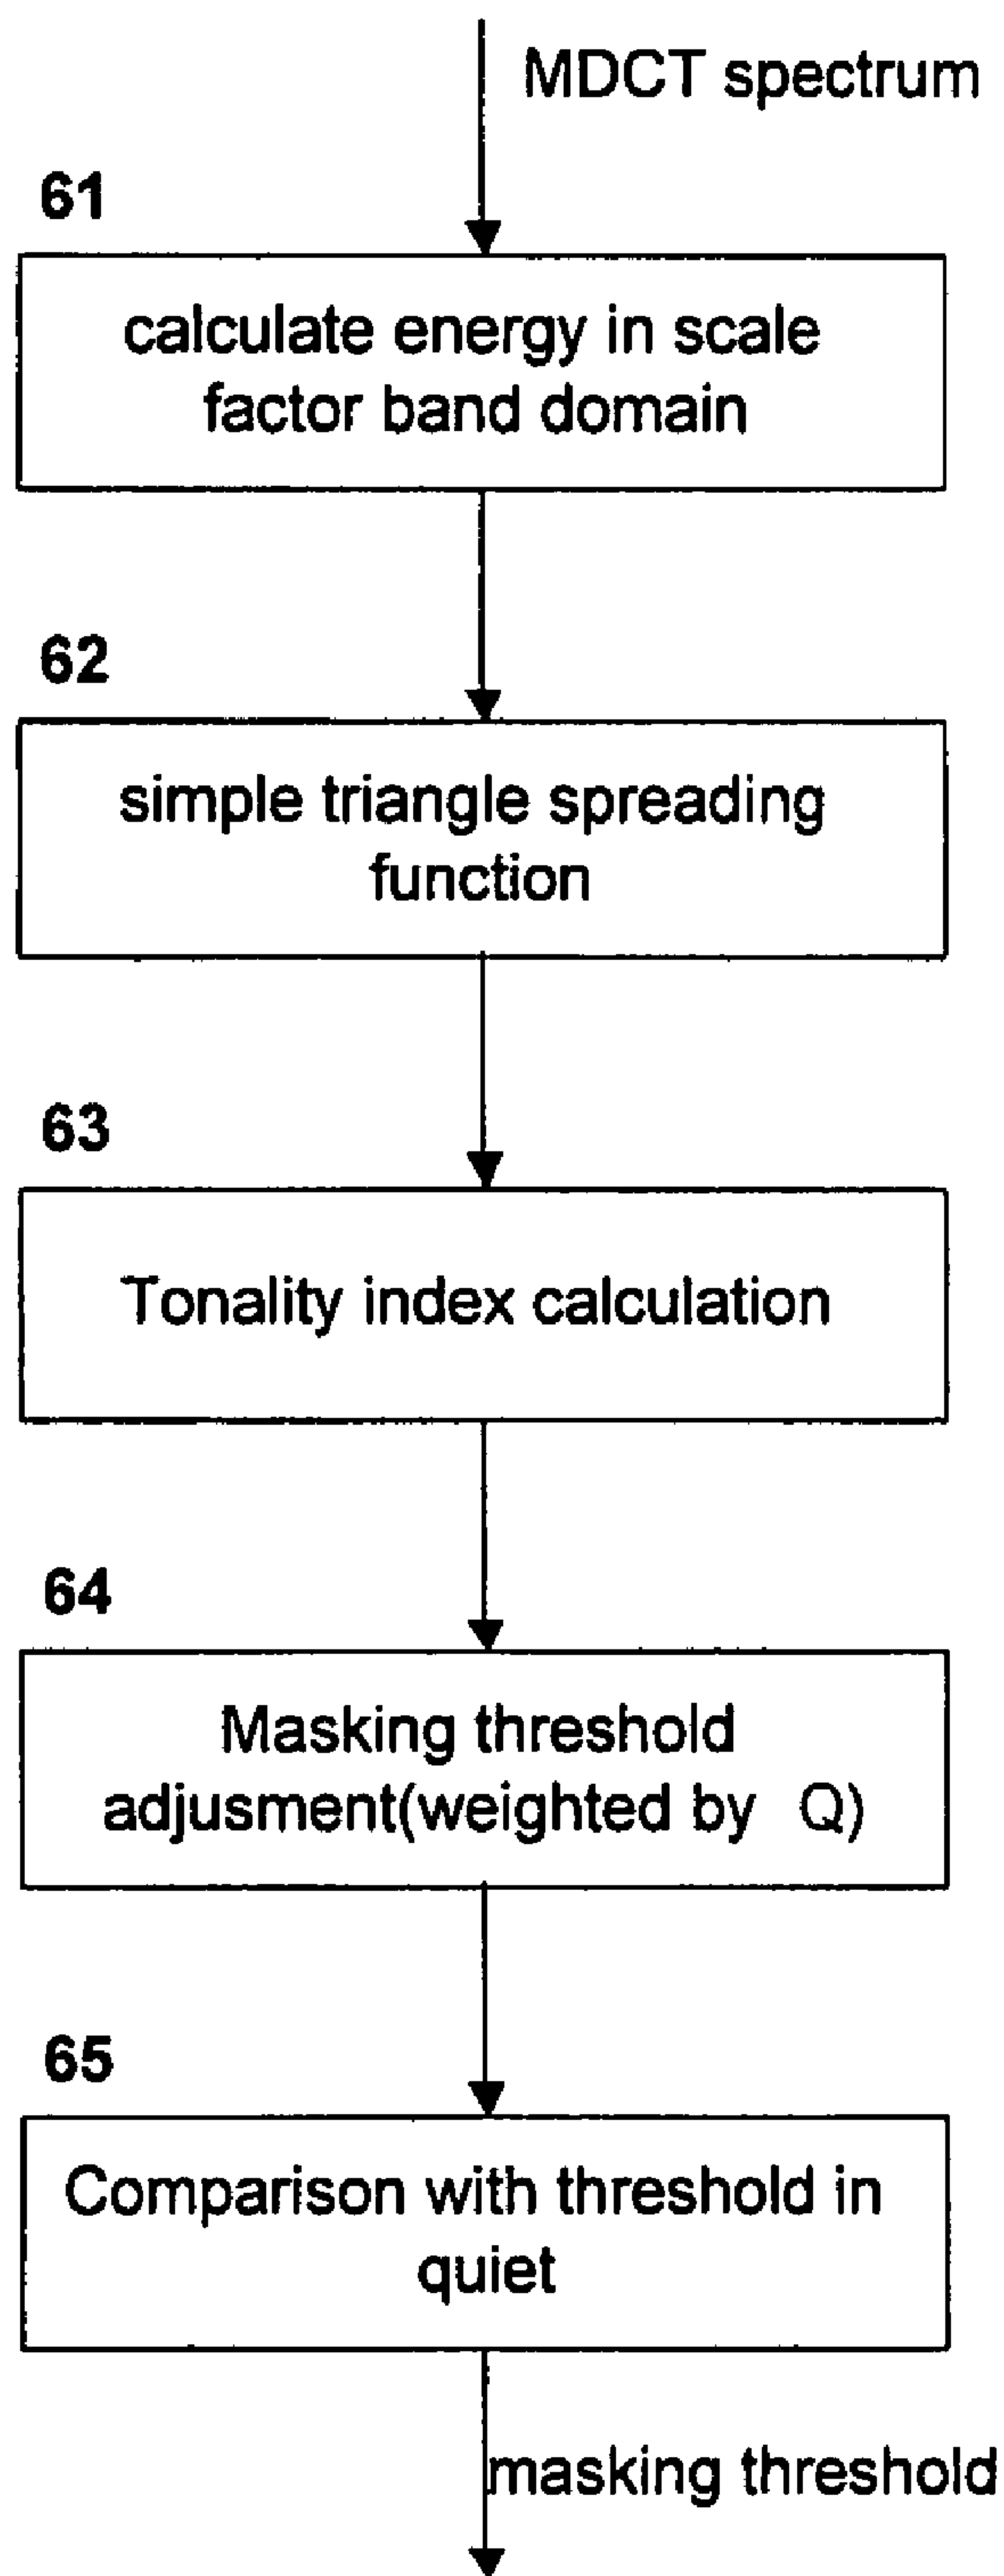 MDCT spectrum
61
calculate energy in scale
factor band domain
62
simple triangle spreading
function
63
Tonality index calculation
64
Masking threshold
adjusment(weighted by Q)
65
Comparison with threshold in
quiet
masking threshold